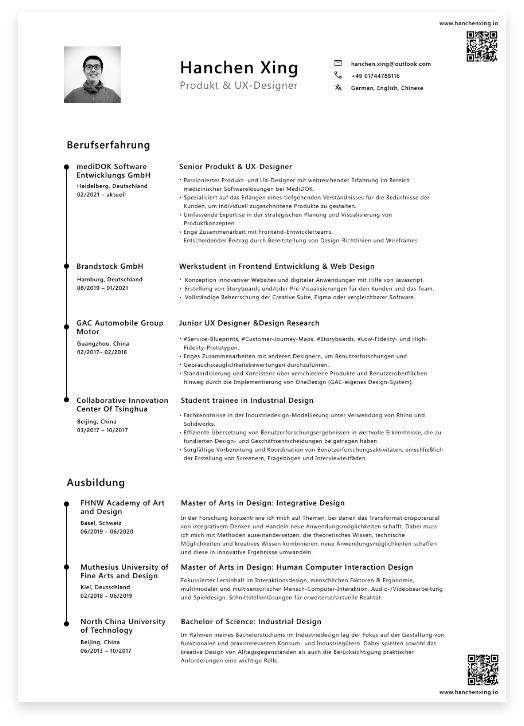 www.hanchenxing.io
Hanchen Xing
Produkt & UX-Designer
hanchen.xing@outlook.com
+49 01744788116
German, English, Chinese
Berufserfahrung
mediDOK Software
Entwicklungs GmbH
Heidelberg, Deutschland
02/2021 – aktuell
Senior Produkt & UX-Designer
• Passionierter Produkt- und UX-Designer mit weitreichender Erfahrung im Bereich
medizinischer Softwarelösungen bei MediDOK.
• Spezialisiert auf das Erlangen eines tiefgehenden Verständnisses für die Bedürfnisse der
Kunden, um individuell zugeschnittene Produkte zu gestalten.
• Umfassende Expertise in der strategischen Planung und Visualisierung von
Produktkonzepten
• Enge Zusammenarbeit mit Frontend-Entwicklerteams.
Entscheidender Beitrag durch Bereitstellung von Design-Richtlinien und Wireframes.
Brandstock GmbH
Hamburg, Deutschland
08/2019 – 01/2021
Werkstudent in Frontend Entwicklung & Web Design
• Konzeption innovativer Websites und digitaler Anwendungen mit Hilfe von Javascript.
• Erstellung von Storyboards und/oder Pre-Visualisierungen für den Kunden und das Team.
• Vollständige Beherrschung der Creative Suite, Figma oder vergleichbarer Software.
GAC Automobile Group
Motor
Guangzhou, China
02/2017– 02/2018
Junior UX Designer &Design Research
• #Service-Blueprints, #Customer-Journey-Maps, #Storyboards, #Low-Fidelity- und High-
Fidelity-Prototypen.
• Enges Zusammenarbeiten mit anderen Designern, um Benutzerforschungen und
• Gebrauchstauglichkeitsbewertungen durchzuführen.
• Standardisierung und Konsistenz über verschiedene Produkte und Benutzeroberflächen
hinweg durch die Implementierung von OneDesign (GAC-eigenes Design-System).
Collaborative Innovation
Center Of Tsinghua
Beijing, China
03/2017 – 10/2017
Student trainee in Industrial Design
• Fachkenntnisse in der Industriedesign-Modellierung unter Verwendung von Rhino und
Solidworks.
• Effiziente Übersetzung von Benutzerforschungsergebnissen in wertvolle Erkenntnisse, die zu
fundierten Design- und Geschäftsentscheidungen beigetragen haben.
• Sorgfältige Vorbereitung und Koordination von Benutzerforschungsaktivitäten, einschließlich
der Erstellung von Screenern, Fragebögen und Interviewleitfäden.
Ausbildung
FHNW Academy of Art
and Design
Basel, Schweiz
06/2019 – 06/2020
Master of Arts in Design: Integrative Design
In der Forschung konzentriere ich mich auf Themen, bei denen das Transformationspotenzial
von integrativem Denken und Handeln neue Anwendungsmöglichkeiten schafft. Dabei muss
ich mich mit Methoden auseinandersetzen, die theoretisches Wissen, technische
Möglichkeiten und kreatives Wissen kombinieren, neue Anwendungsmöglichkeiten schaffen
und diese in innovative Ergebnisse umwandeln.
Muthesius University of
Fine Arts and Design
Kiel, Deutschland
02/2018 – 06/2019
Master of Arts in Design: Human Computer Interaction Design
Fokussierter Lerninhalt im Interaktionsdesign, menschlichen Faktoren & Ergonomie,
multimodaler und multisensorischer Mensch-Computer-Interaktion, Audio-/Videobearbeitung
und Spieldesign, Schnittstellenlösungen für erweiterte/virtuelle Realität.
North China University
of Technology
Beijing, China
06/2013 – 10/2017
Bachelor of Science: Industrial Design
Im Rahmen meines Bachelorstudiums im Industriedesign lag der Fokus auf der Gestaltung von
funktionalen und praxisrelevanten Konsum- und Industriegütern. Dabei spielten sowohl das
kreative Design von Alltagsgegenständen als auch die Berücksichtigung praktischer
Anforderungen eine wichtige Rolle.
www.hanchenxing.io